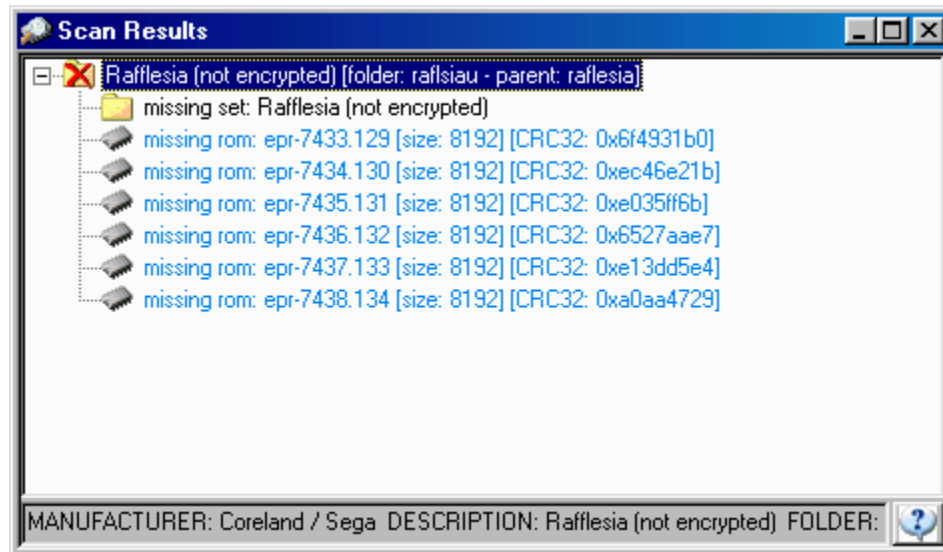 Scan Results
Rafflesia (not encrypted) [folder: raflsiau - parent: raflesia]
missing set: Rafflesia (not encrypted)
missing rom: epr-7433.129 [size: 8192] [CRC32: 0x6f4931b0]
missing rom: epr-7434.130 [size: 8192] [CRC32: 0xec46e21b]
missing rom: epr-7435.131 [size: 8192] [CRC32: 0xe035ff6b]
missing rom: epr-7436.132 [size: 8192] [CRC32: 0x6527aae7]
missing rom: epr-7437.133 [size: 8192] [CRC32: 0xe13dd5e4]
missing rom: epr-7438.134 [size: 8192] [CRC32: 0xa0aa4729]
MANUFACTURER: Coreland / Sega DESCRIPTION: Rafflesia (not encrypted) FOLDER: